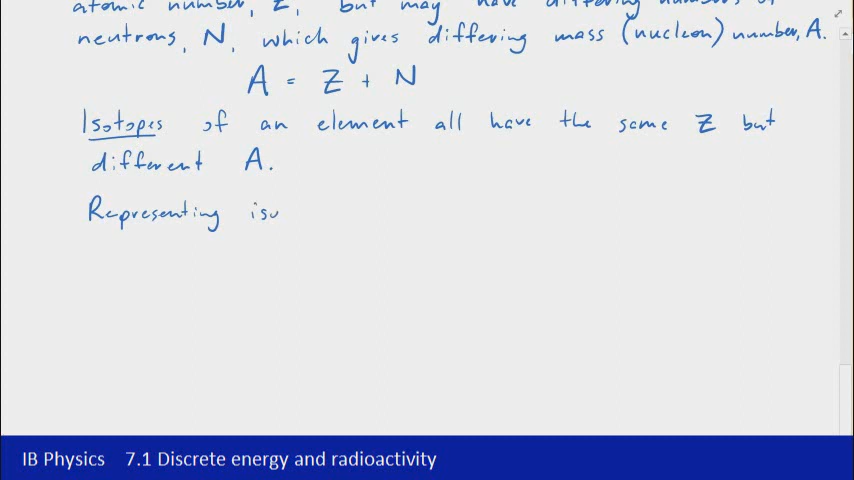 atomic number, Z, but may have differing numbers of
neutrons, N, which gives differing mass (nucleon) number, A.
A = Z + N
Isotopes of an element all have the same Z but
different A.
Representing iso
IB Physics 7.1 Discrete energy and radioactivity